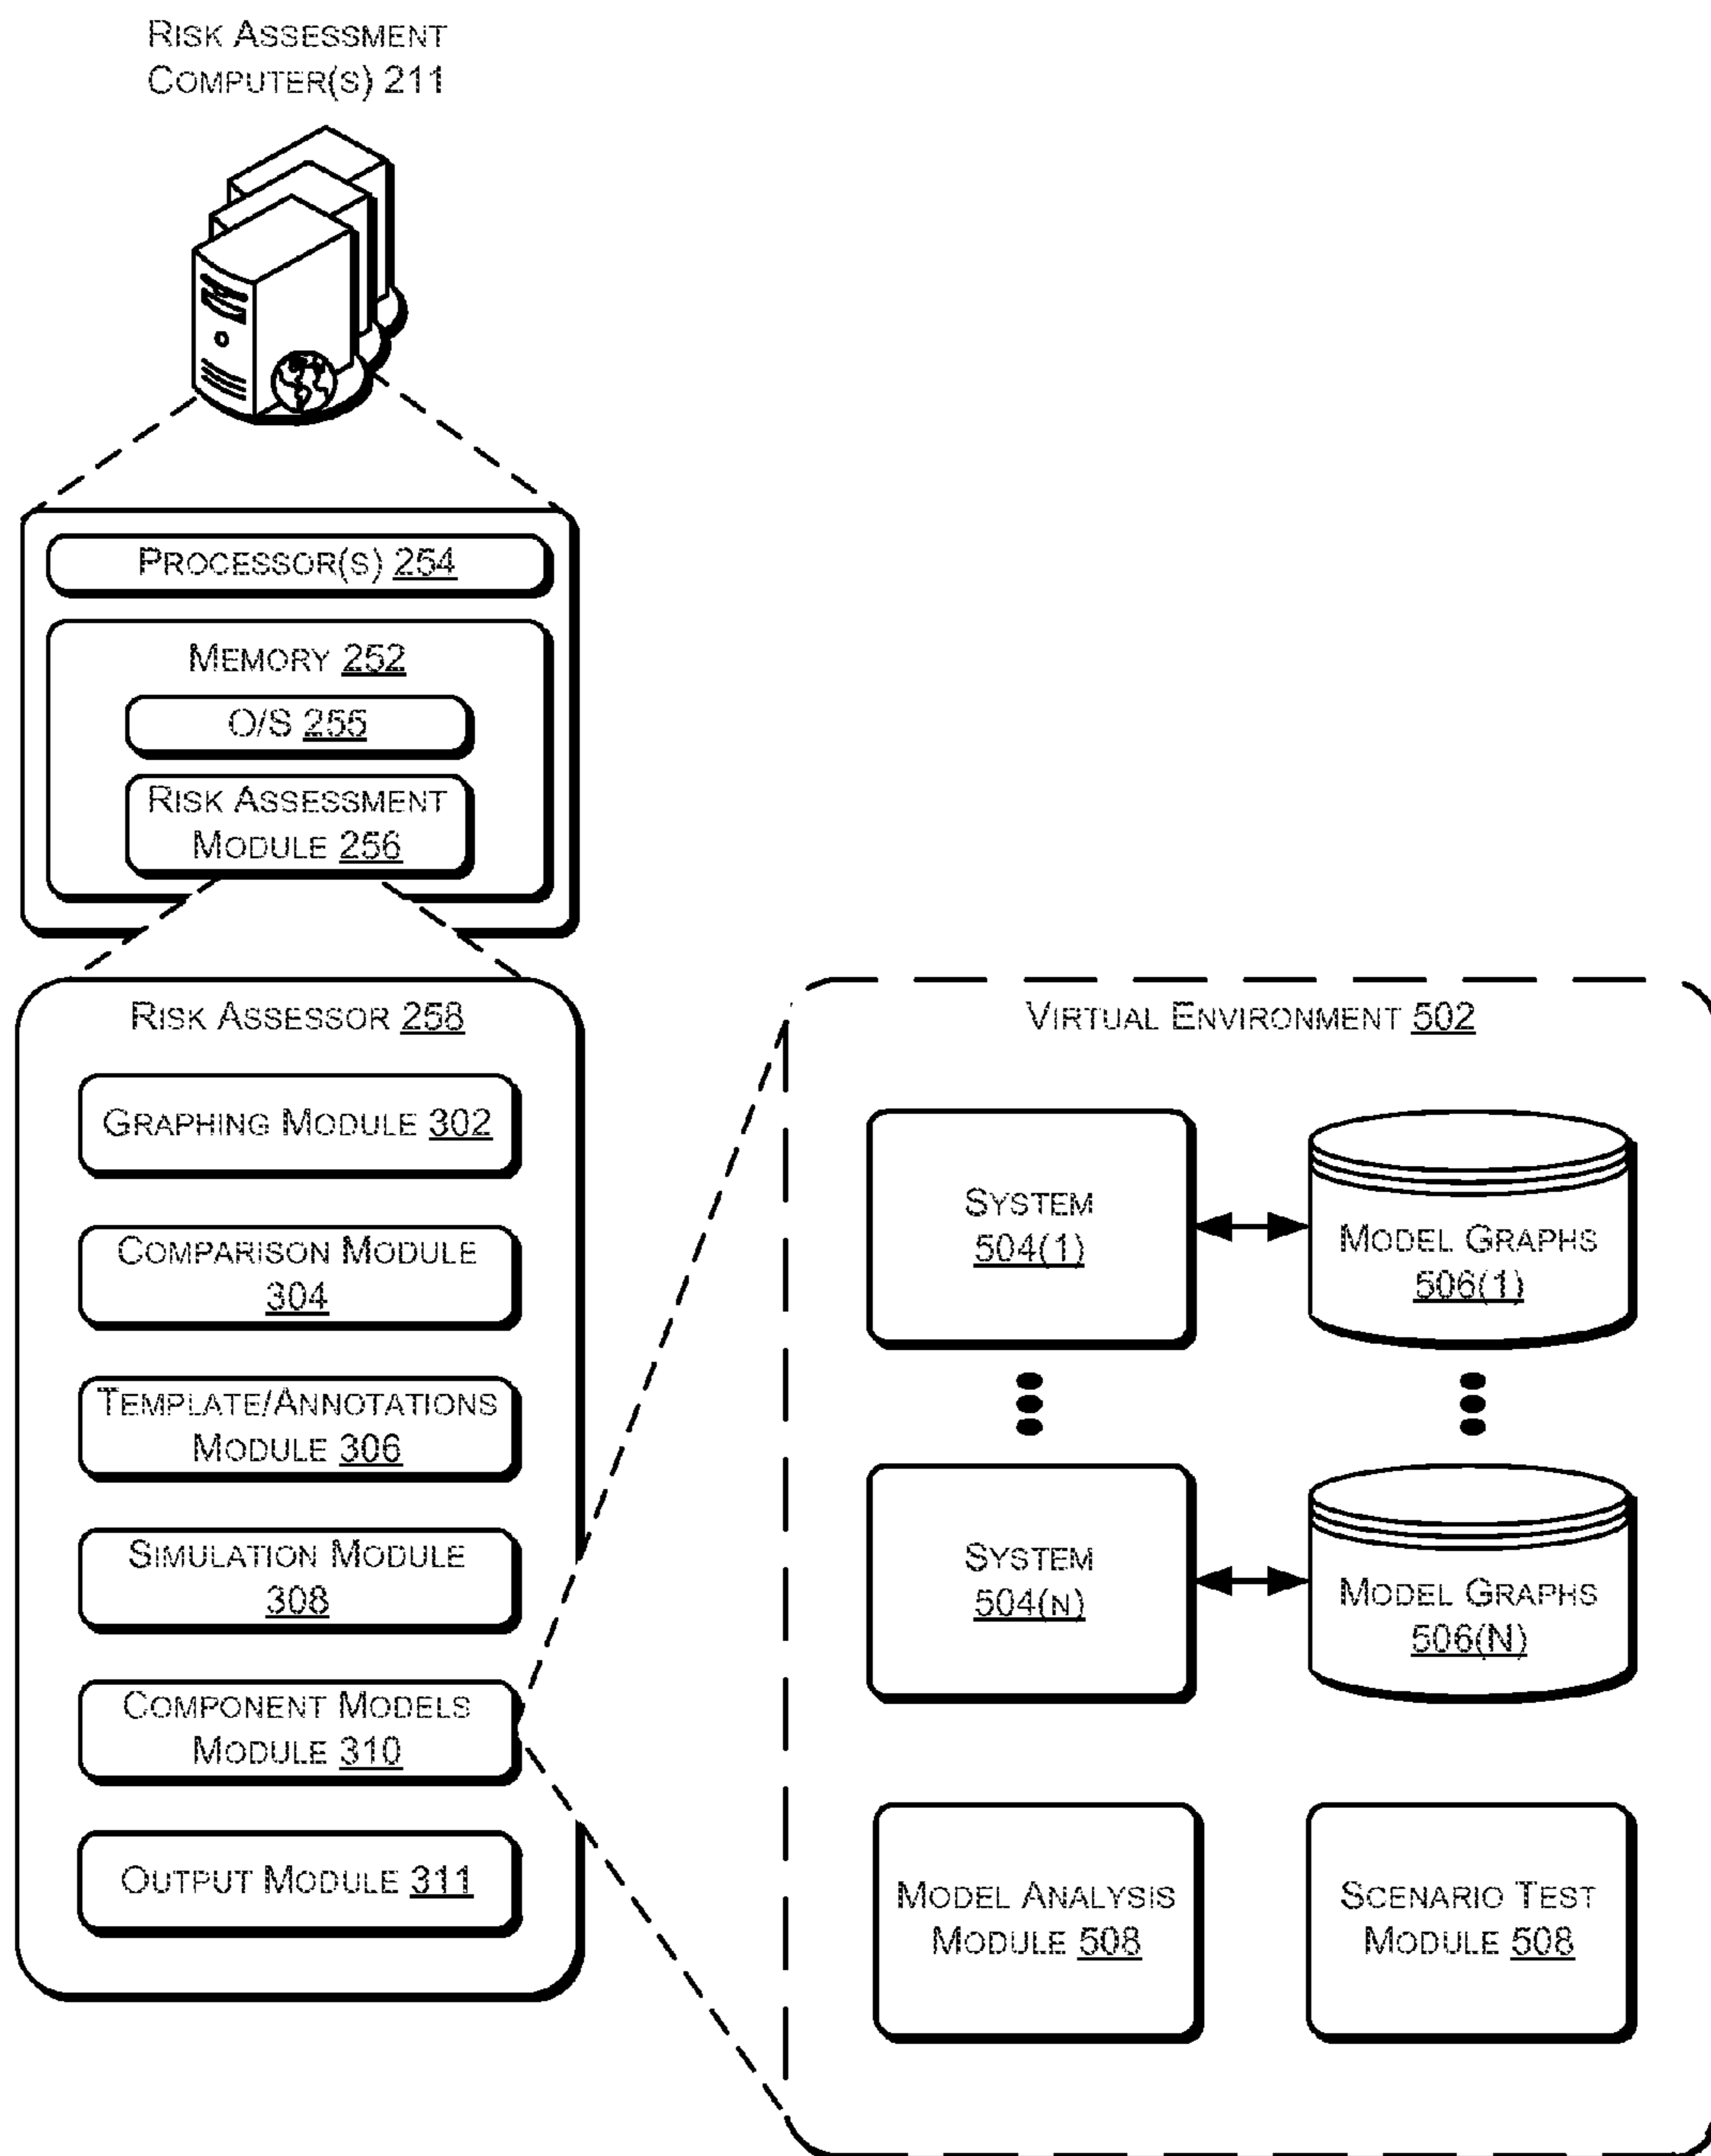 RISK ASSESSMENT
COMPUTER(S) 211
PROCESSOR(S) 254
MEMORY 252
O/S 255
RISK ASSESSMENT
MODULE 256
RISK ASSESSOR 258
GRAPHING MODULE 302
COMPARISON MODULE
304
TEMPLATE/ANNOTATIONS
MODULE 306
SIMULATION MODULE
308
COMPONENT MODELS
MODULE 310
OUTPUT MODULE 311
VIRTUAL ENVIRONMENT 502
SYSTEM
504(1)
MODEL GRAPHS
506(1)
SYSTEM
504(N)
MODEL GRAPHS
506(N)
MODEL ANALYSIS
MODULE 508
SCENARIO TEST
MODULE 508